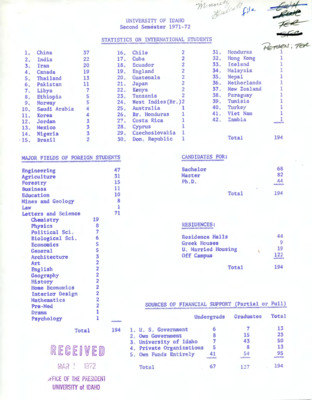 UNIVERSITY OF IDAHO
Second Semester 1971-72
STATISTICS ON INTERNATIONAL STUDENTS
file
1. China 37
2. India 22
3. Iran 20
4. Canada 19
5. Thailand 13
6. Pakistan 11
7. Libya 7
8. Ethiopia 5
9. Norway 5
10. Saudi Arabia 4
11. Korea 4
12. Jordan 3
13. Mexico 3
14. Nigeria 3
15. Brazil 2
16. Chile 2
17. Cuba 2
18. Egypt 2
19. England 2
20. Guatemala 2
21. Japan 2
22. Kenya 2
23. Tanzania 2
24. West Indies(Br.) 2
25. Australia 1
26. Br. Honduras 1
27. Costa Rica 1
28. Cyprus 1
29. Czechoslovakia 1
30. Dom. Republic 1
31. Honduras 1
32. Hong Kong 1
33. Iceland 1
34. Malaysia 1
35. Nepal 1
36. Netherlands 1
37. New Zealand 1
38. Paraguay 1
39. Tunisia 1
40. Turkey 1
41. Viet Nam 1
42. Zambia 1
Total 194
MAJOR FIELDS OF FOREIGN STUDENTS
Engineering 47
Agriculture 31
Forestry 15
Business 11
Education 10
Mines and Geology 8
Law 1
Letters and Science 71
Chemistry 19
Physics 8
Political Sci. 7
Biological Sci. 6
Economics 5
General 5
Architecture 3
Art 3
English 2
Geography 2
History 2
Home Economics 2
Interior Design 2
Mathematics 2
Pre-Med 2
Drama 1
Psychology 1
Total 194
CANDIDATES FOR:
Bachelor 68
Master 82
Ph.D. 44
Total 194
RESIDENCES:
Residence Halls 44
Greek Houses 9
U. Married Housing 19
Off Campus 122
Total 194
SOURCES OF FINANCIAL SUPPORT (Partial or Full)
Undergrads Graduates Total
1. U. S. Government 6 7 13
2. Own Government 8 15 23
3. University of Idaho 7 43 50
4. Private Organizations 5 8 13
5. Own Funds Entirely 41 54 95
67 127 194
RECEIVED
MAR 1972
OFFICE OF THE PRESIDENT
UNIVERSITY OF IDAHO